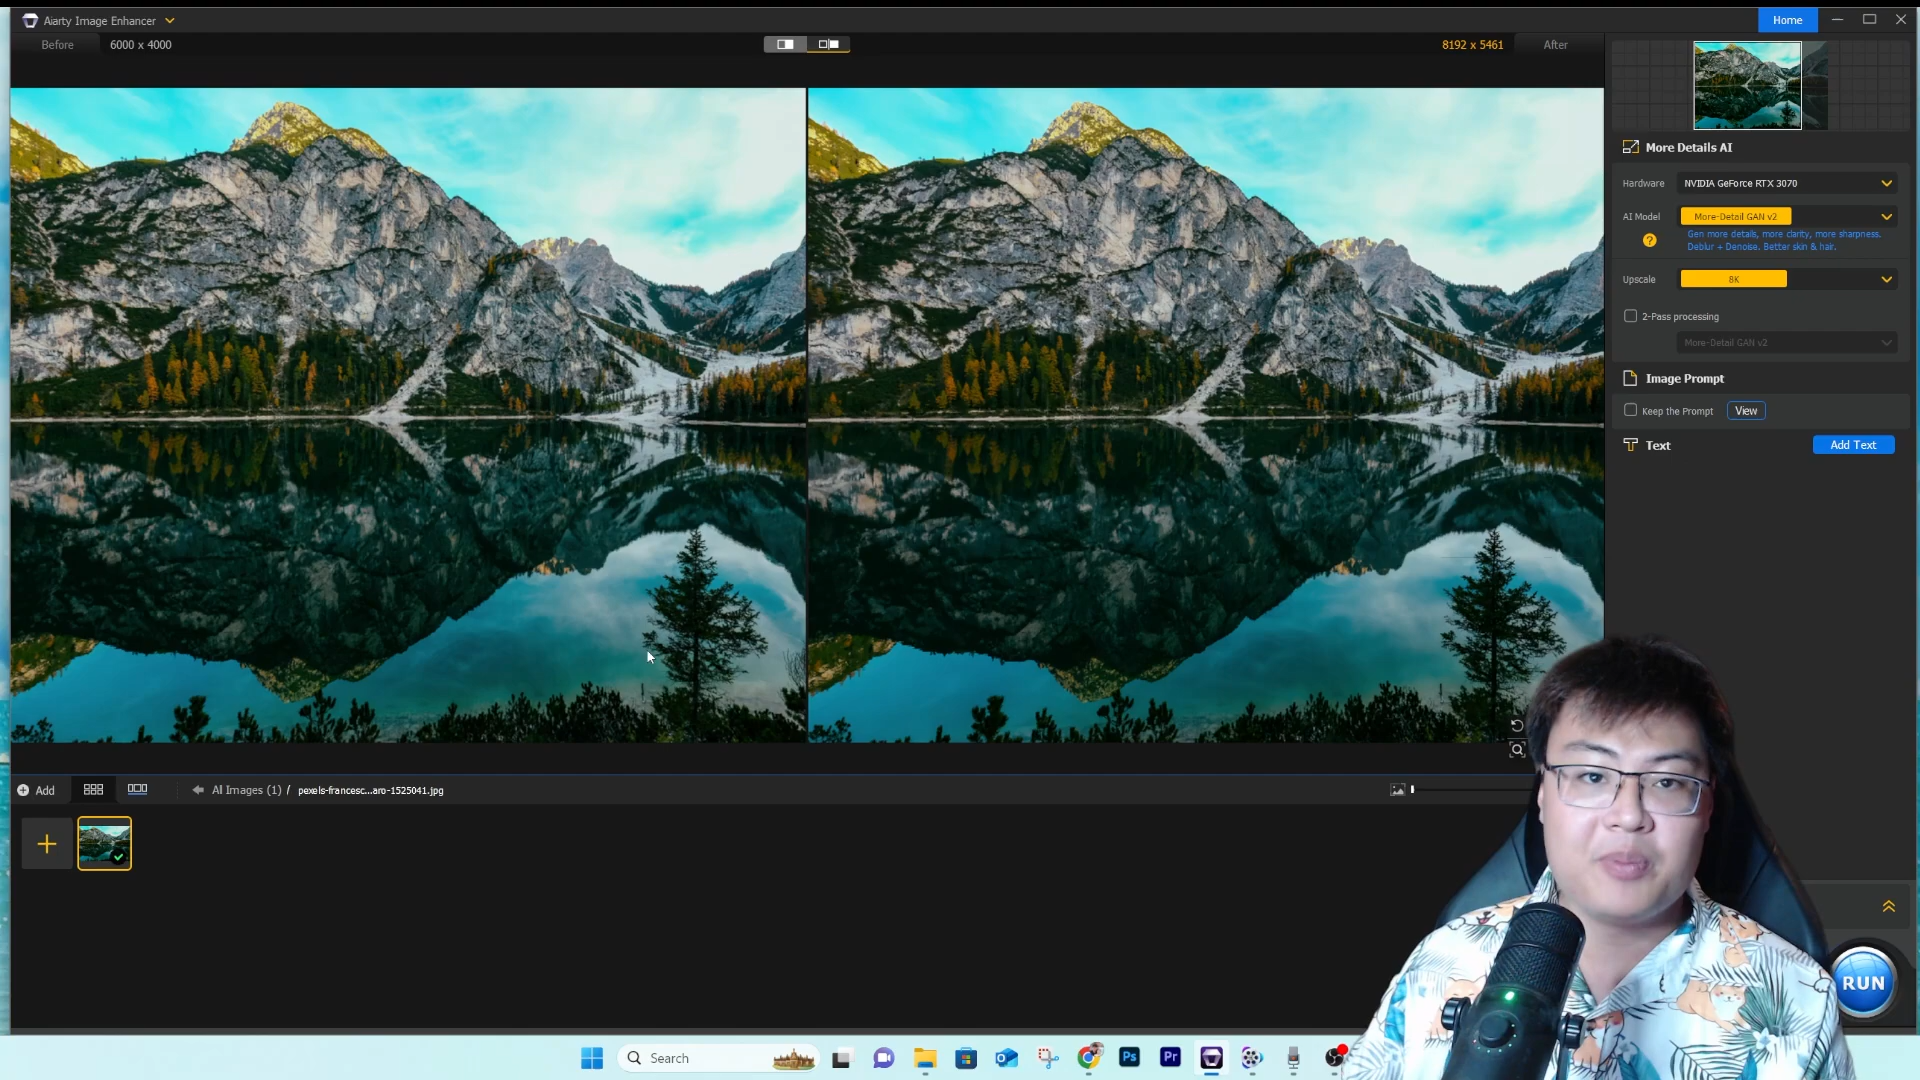 Aiarty Image Enhancer
Home
Before
6000 x 4000
8192 x 5461
After
More Details AI
Hardware
NVIDIA GeForce RTX 3070
AI Model
More-Detail GAN v2
Gen more details, more clarity, more sharpness.
Deblur + Denoise. Better skin & hair.
?
Upscale
8K
2-Pass processing
More-Detail GAN v2
Image Prompt
Keep the Prompt
View
Text
Add Text
Add
All Images (1) / pexels-francesc...aro-1525041.jpg
RUN
Search
Ps
Pr